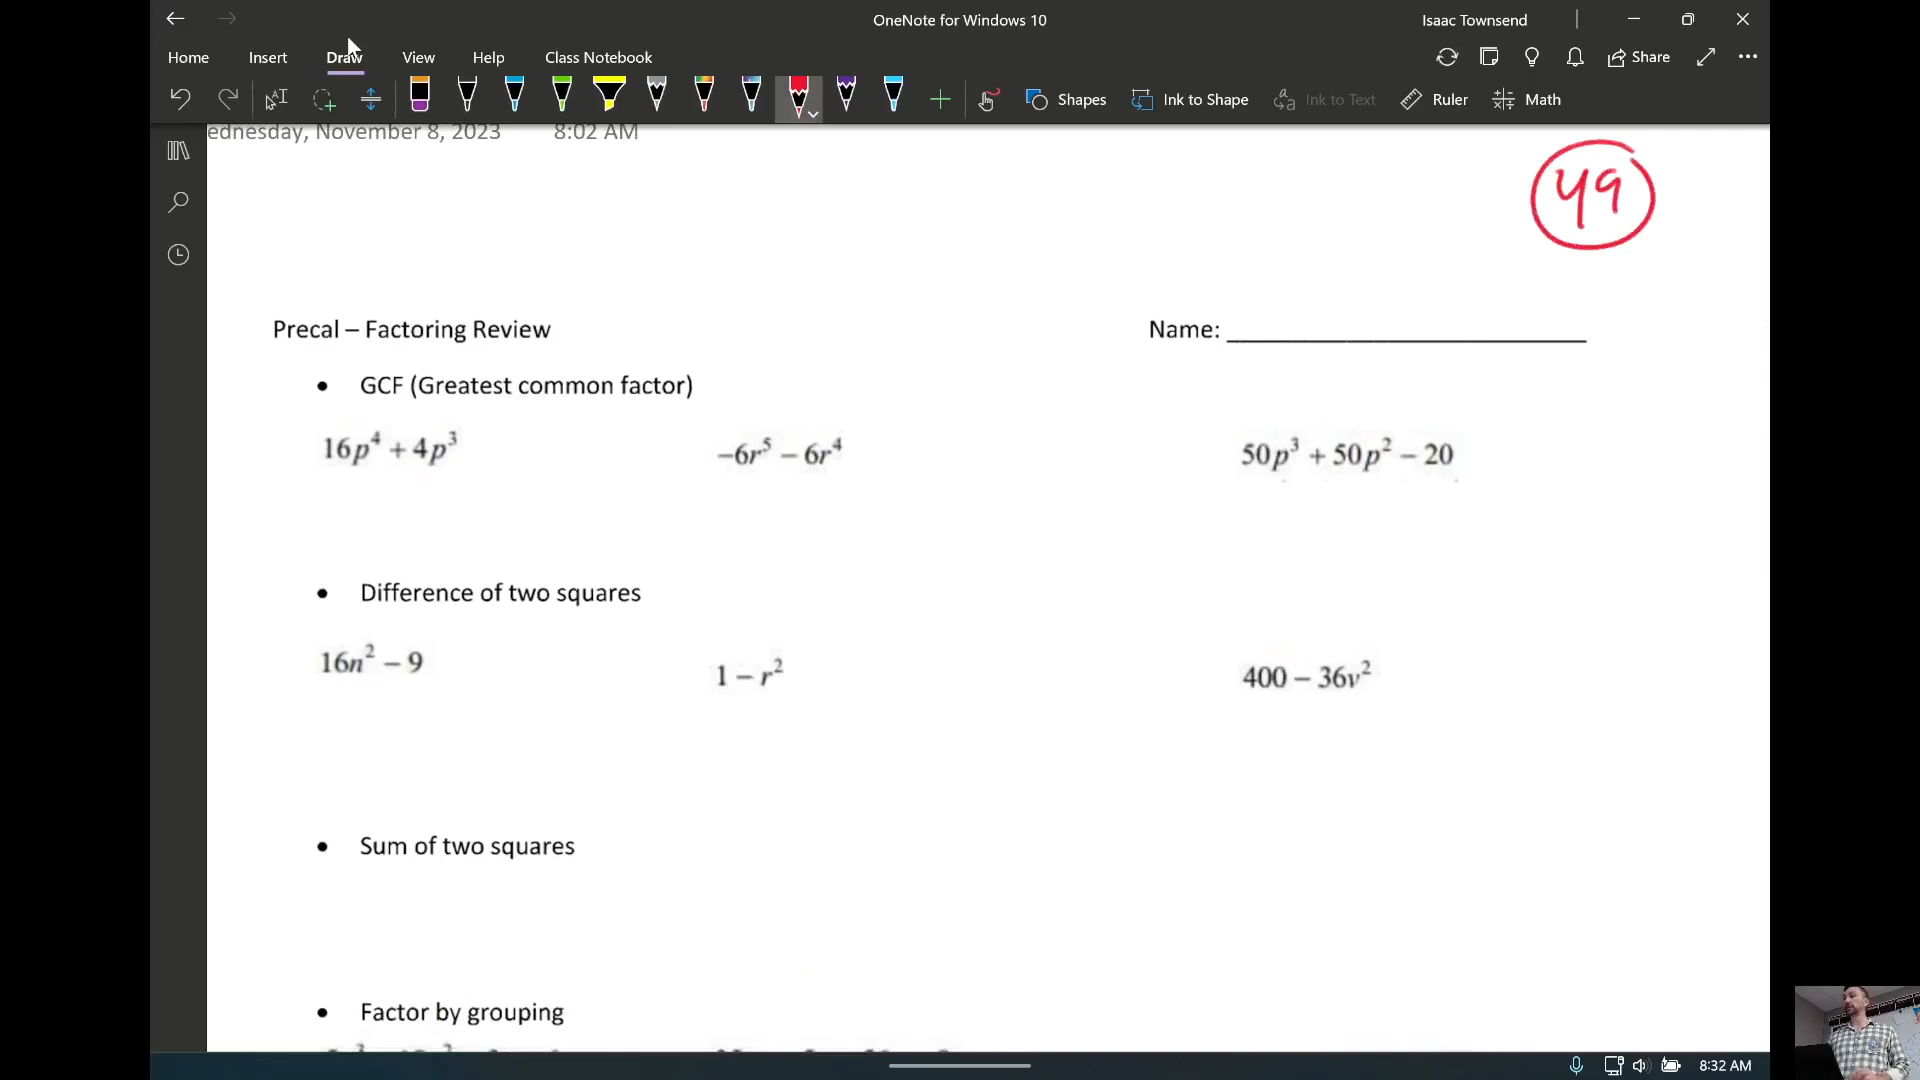 OneNote for Windows 10
Isaac Townsend
Home Insert Draw View Help Class Notebook
Share
Shapes Ink to Shape Ink to Text Ruler Math
ednesday, November 8, 2023 8:02 AM
49
Precal – Factoring Review Name: ____________________________
• GCF (Greatest common factor)
16p⁴ + 4p³ −6r⁵ − 6r⁴ 50p³ + 50p² − 20
• Difference of two squares
16n² − 9 1 − r² 400 − 36v²
• Sum of two squares
• Factor by grouping
8:32 AM